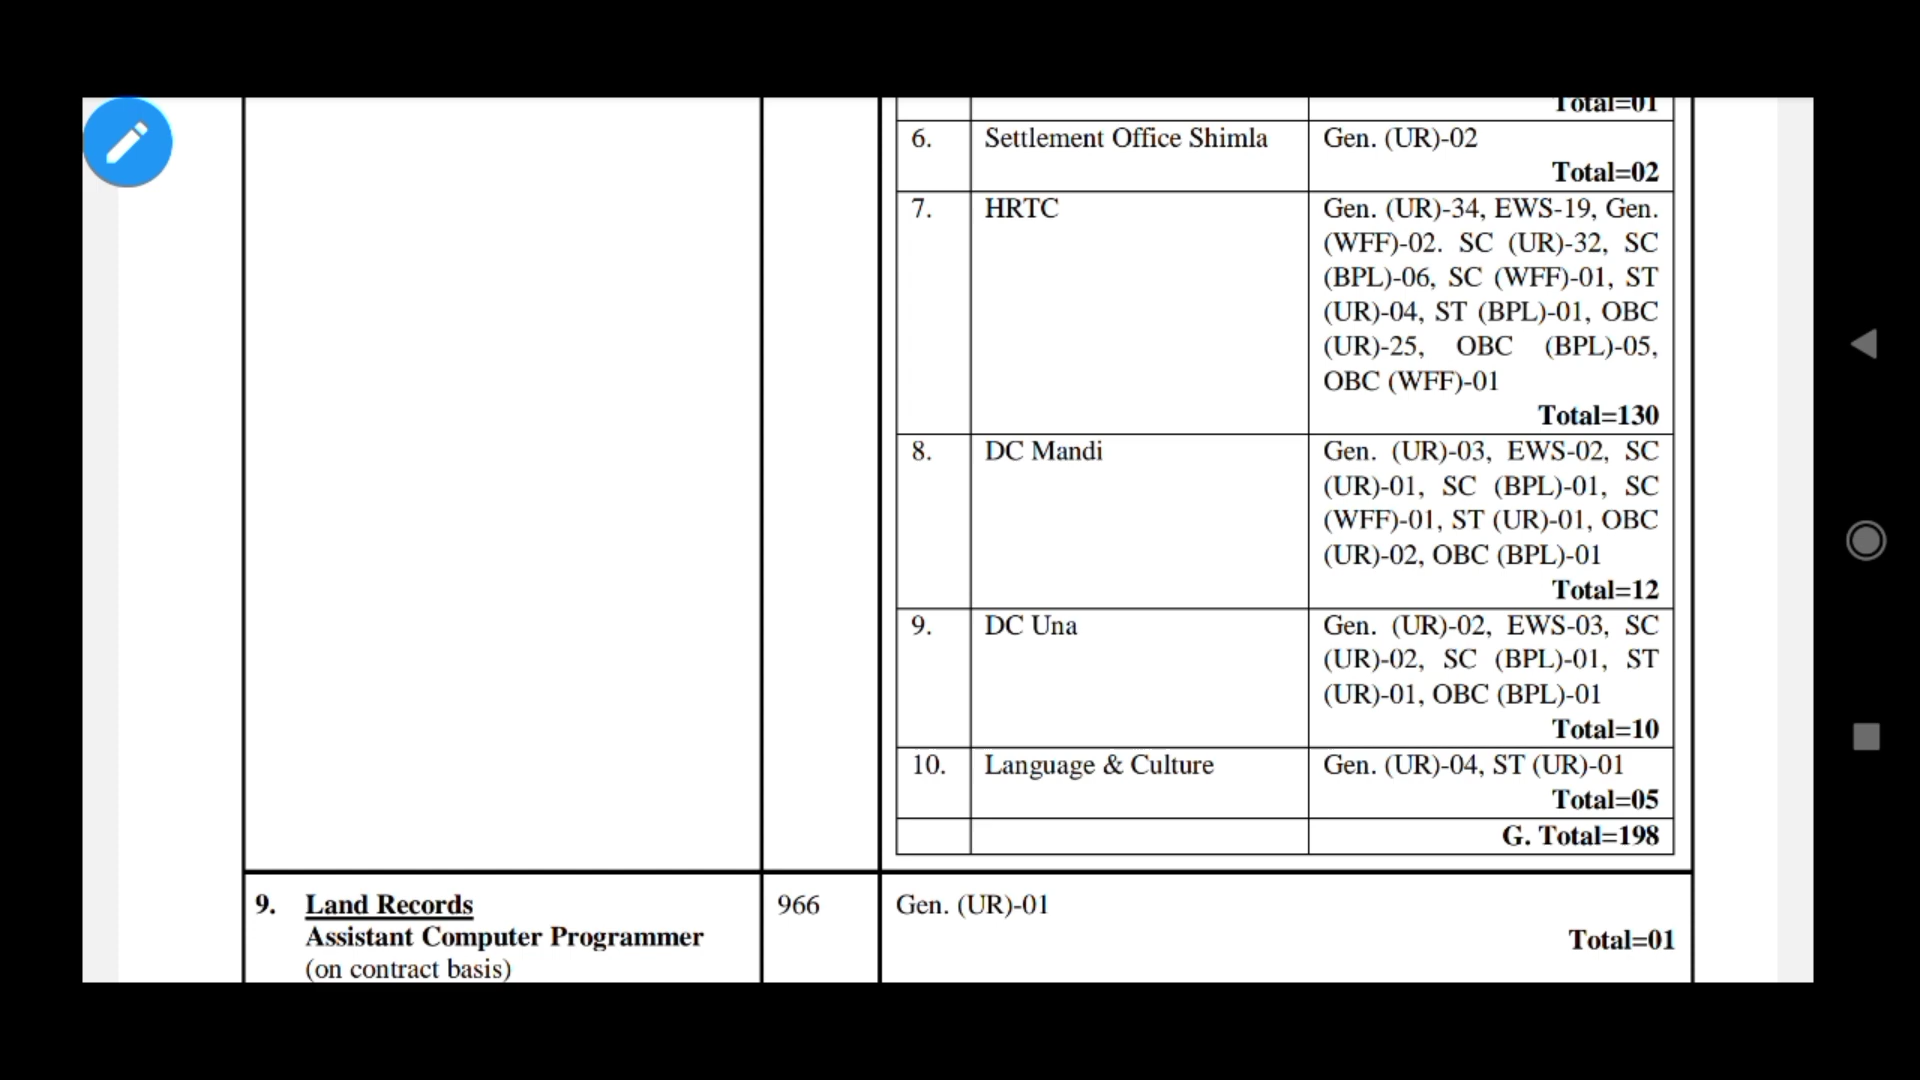 Total=01
6. Settlement Office Shimla Gen. (UR)-02
Total=02
7. HRTC Gen. (UR)-34, EWS-19, Gen.
(WFF)-02. SC (UR)-32, SC
(BPL)-06, SC (WFF)-01, ST
(UR)-04, ST (BPL)-01, OBC
(UR)-25, OBC (BPL)-05,
OBC (WFF)-01
Total=130
8. DC Mandi Gen. (UR)-03, EWS-02, SC
(UR)-01, SC (BPL)-01, SC
(WFF)-01, ST (UR)-01, OBC
(UR)-02, OBC (BPL)-01
Total=12
9. DC Una Gen. (UR)-02, EWS-03, SC
(UR)-02, SC (BPL)-01, ST
(UR)-01, OBC (BPL)-01
Total=10
10. Language & Culture Gen. (UR)-04, ST (UR)-01
Total=05
G. Total=198
9. Land Records 966 Gen. (UR)-01
Assistant Computer Programmer Total=01
(on contract basis)